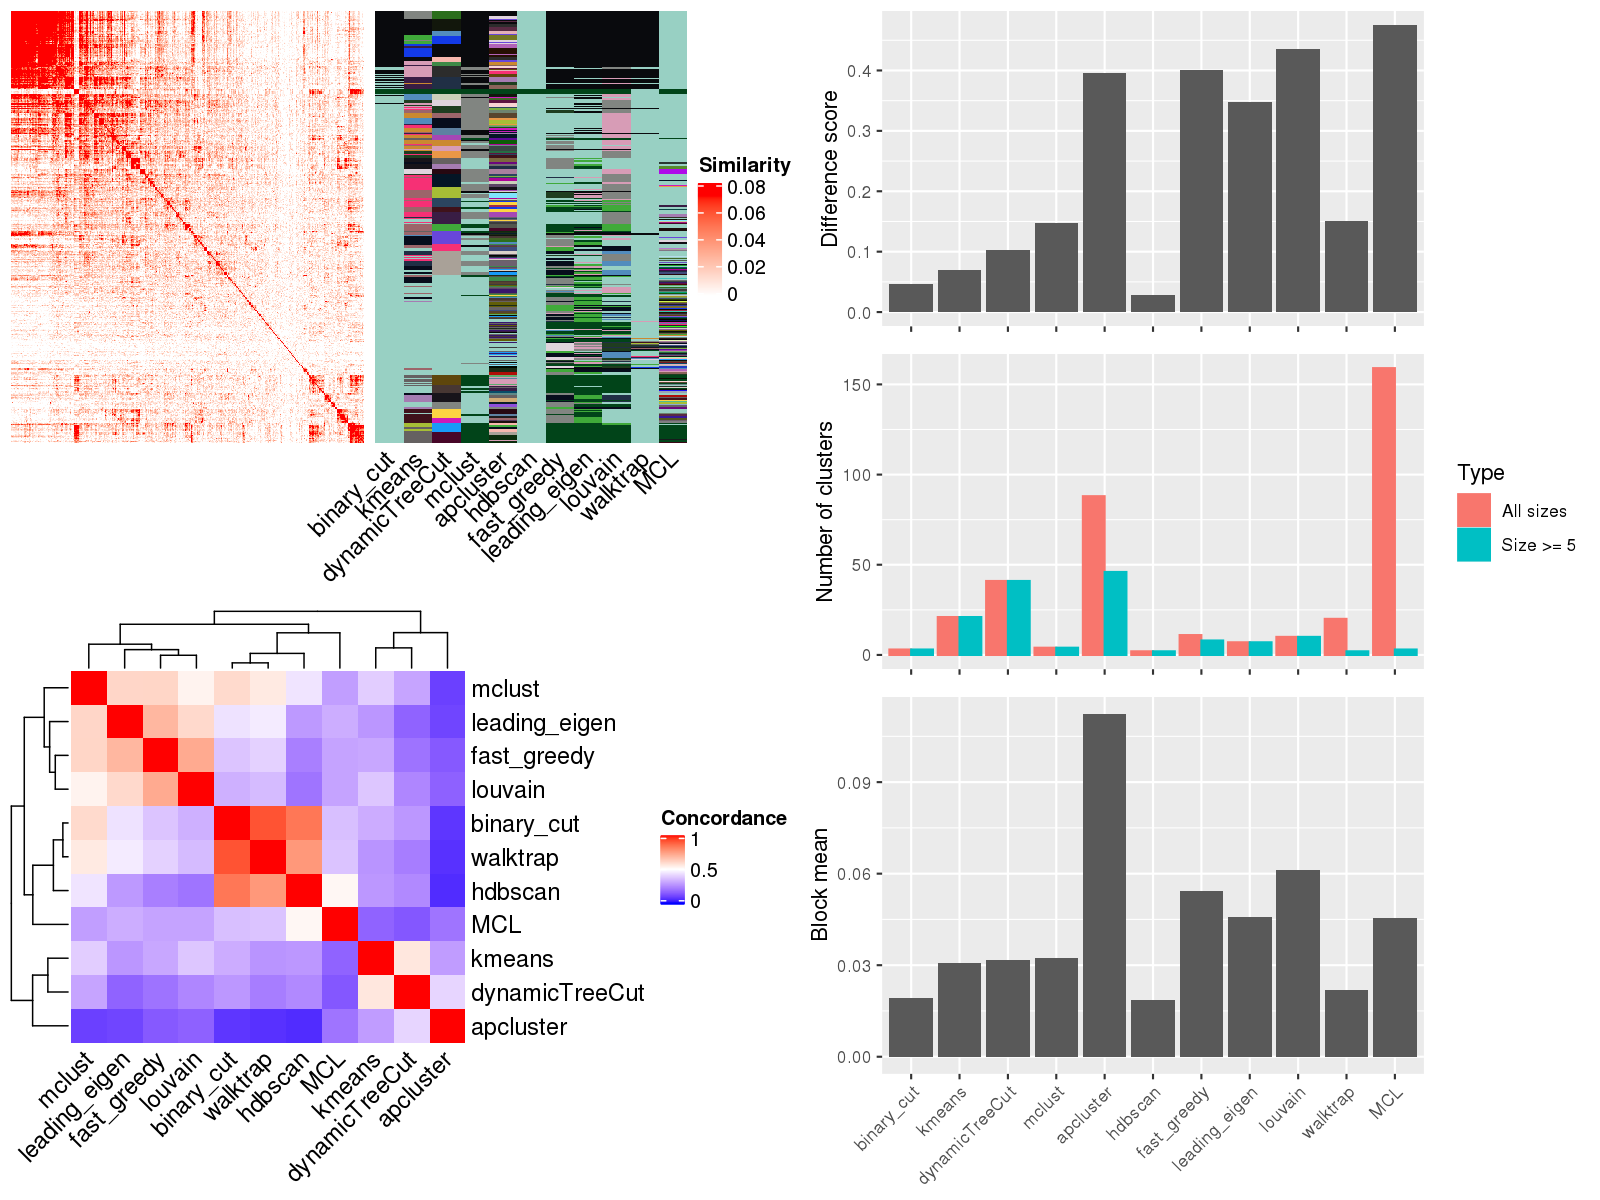 Similarity
0.08
0.06
0.04
0.02
0
binary_cut
kmeans
dynamicTreeCut
mclust
apcluster
hdbscan
fast_greedy
leading_eigen
louvain
walktrap
MCL
mclust
leading_eigen
fast_greedy
louvain
binary_cut
walktrap
hdbscan
MCL
kmeans
dynamicTreeCut
apcluster
Concordance
1
0.5
0
mclust
leading_eigen
fast_greedy
louvain
binary_cut
walktrap
hdbscan
MCL
kmeans
dynamicTreeCut
apcluster
Difference score
0.4
0.3
0.2
0.1
0.0
Number of clusters
150
100
50
0
Type
All sizes
Size >= 5
Block mean
0.09
0.06
0.03
0.00
binary_cut
kmeans
dynamicTreeCut
mclust
apcluster
hdbscan
fast_greedy
leading_eigen
louvain
walktrap
MCL